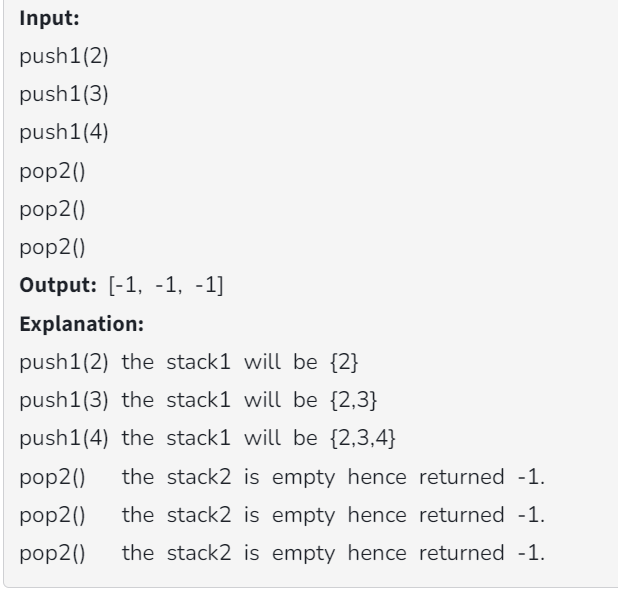 Input:
push1(2)
push1(3)
push1(4)
pop2()
pop2()
pop2()
Output: [-1, -1, -1]
Explanation:
push1(2) the stack1 will be {2}
push1(3) the stack1 will be {2,3}
push1(4) the stack1 will be {2,3,4}
pop2() the stack2 is empty hence returned -1.
pop2() the stack2 is empty hence returned -1.
pop2() the stack2 is empty hence returned -1.